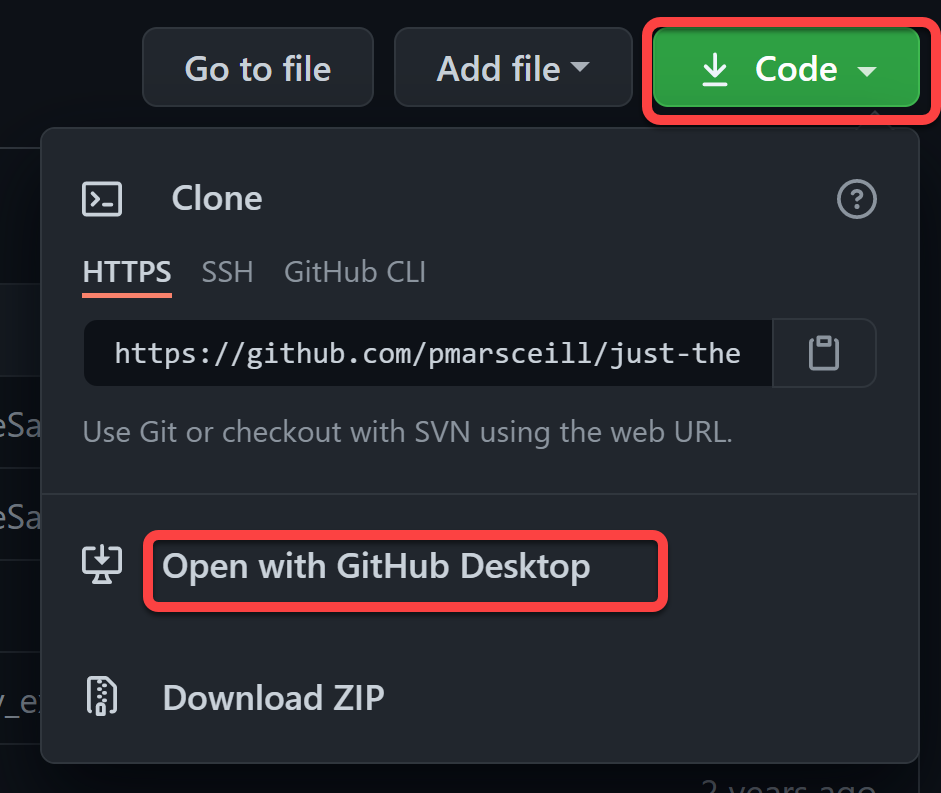 Go to file
Add file
Code
Clone
HTTPS
SSH
GitHub CLI
https://github.com/pmarsceill/just-the
Use Git or checkout with SVN using the web URL.
eSa
Open with GitHub Desktop
eSa
Download ZIP
2 years ago